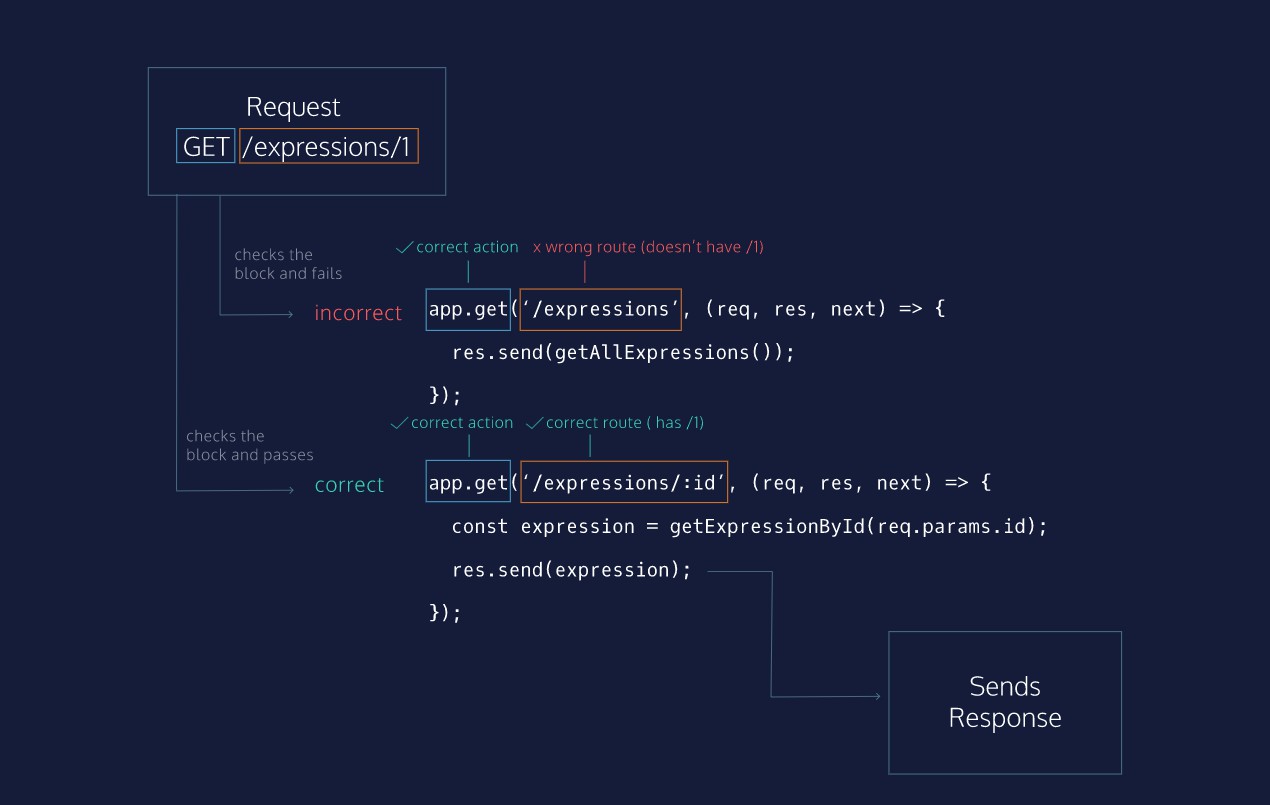 Request
GET /expressions/1
checks the
block and fails
✓ correct action x wrong route (doesn't have /1)
incorrect app.get(‘/expressions’, (req, res, next) => {
res.send(getAllExpressions());
});
✓ correct action ✓ correct route ( has /1)
checks the
block and passes
correct app.get(‘/expressions/:id’, (req, res, next) => {
const expression = getExpressionById(req.params.id);
res.send(expression);
});
Sends
Response